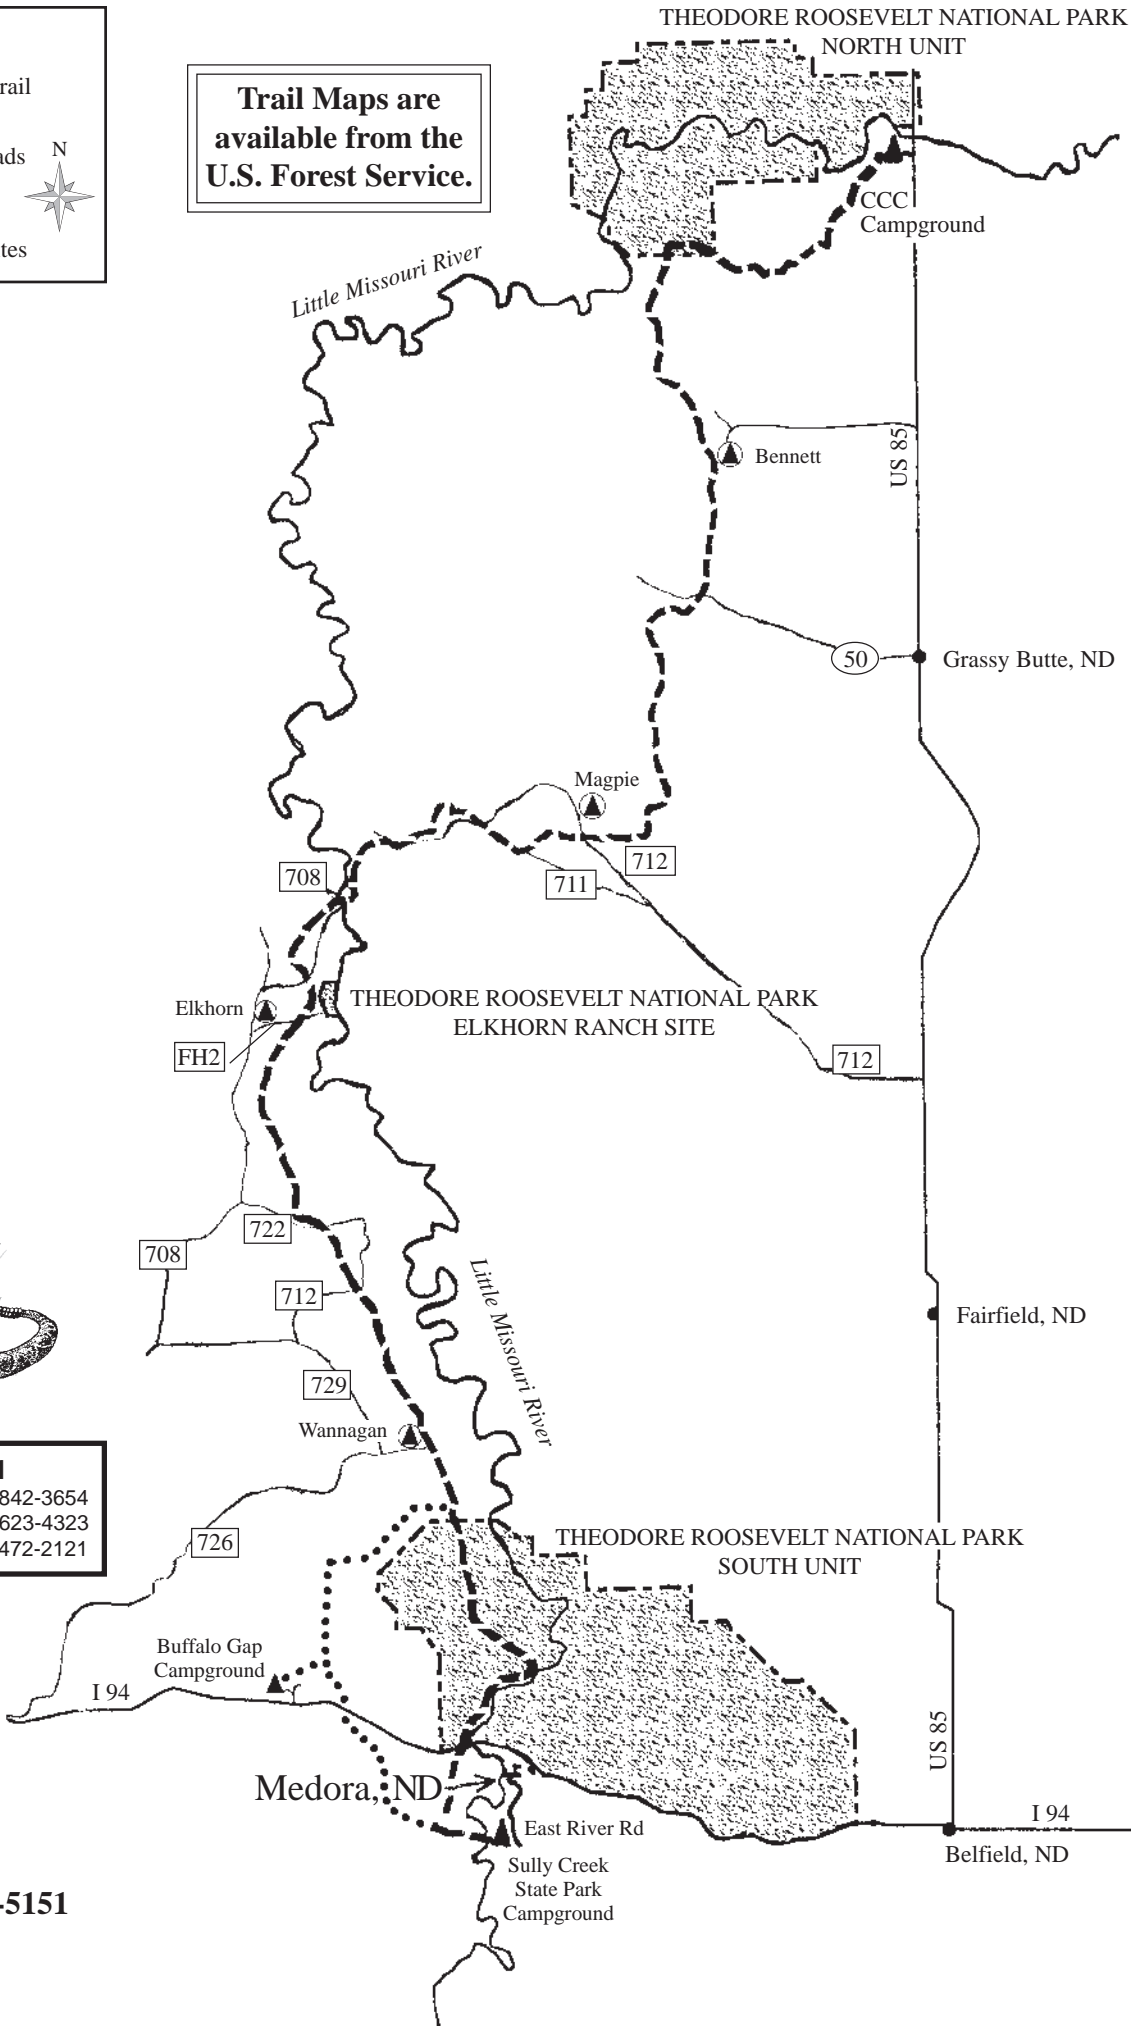 THEODORE ROOSEVELT NATIONAL PARK
NORTH UNIT
rail
ads
N
tes
Trail Maps are
available from the
U.S. Forest Service.
CCC
Campground
Little Missouri River
US 85
Bennett
50
Grassy Butte, ND
Magpie
712
711
708
Elkhorn
THEODORE ROOSEVELT NATIONAL PARK
ELKHORN RANCH SITE
FH2
712
722
708
712
Little Missouri River
Fairfield, ND
729
Wannagan
842-3654
623-4323
472-2121
726
THEODORE ROOSEVELT NATIONAL PARK
SOUTH UNIT
Buffalo Gap
Campground
I 94
US 85
Medora, ND
I 94
East River Rd
Belfield, ND
Sully Creek
State Park
Campground
-5151